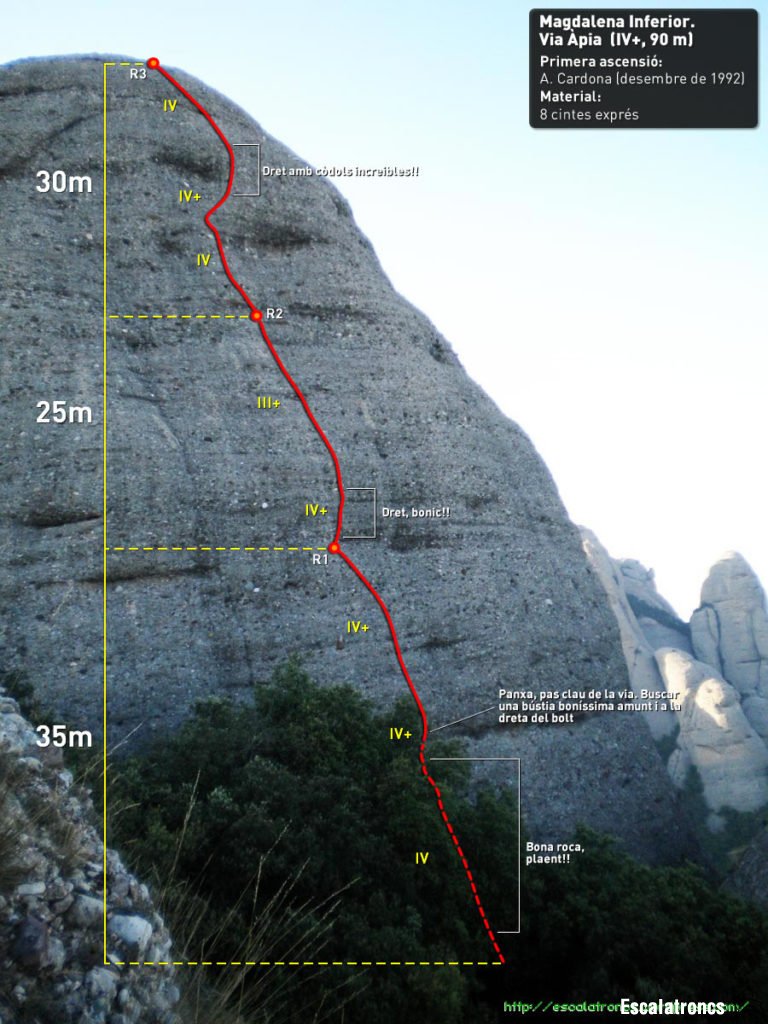 Magdalena Inferior.
Via Àpia (IV+, 90 m)
Primera ascensió:
A. Cardona (desembre de 1992)
Material:
8 cintes exprés
R3
IV
30m
Dret amb còdols increibles!!
IV+
IV
R2
III+
25m
IV+
Dret, bonic!!
R1
IV+
Panxa, pas clau de la via. Buscar
una bústia boníssima amunt i a la
dreta del bolt
IV+
35m
Bona roca,
plaent!!
IV
Escalatroncs